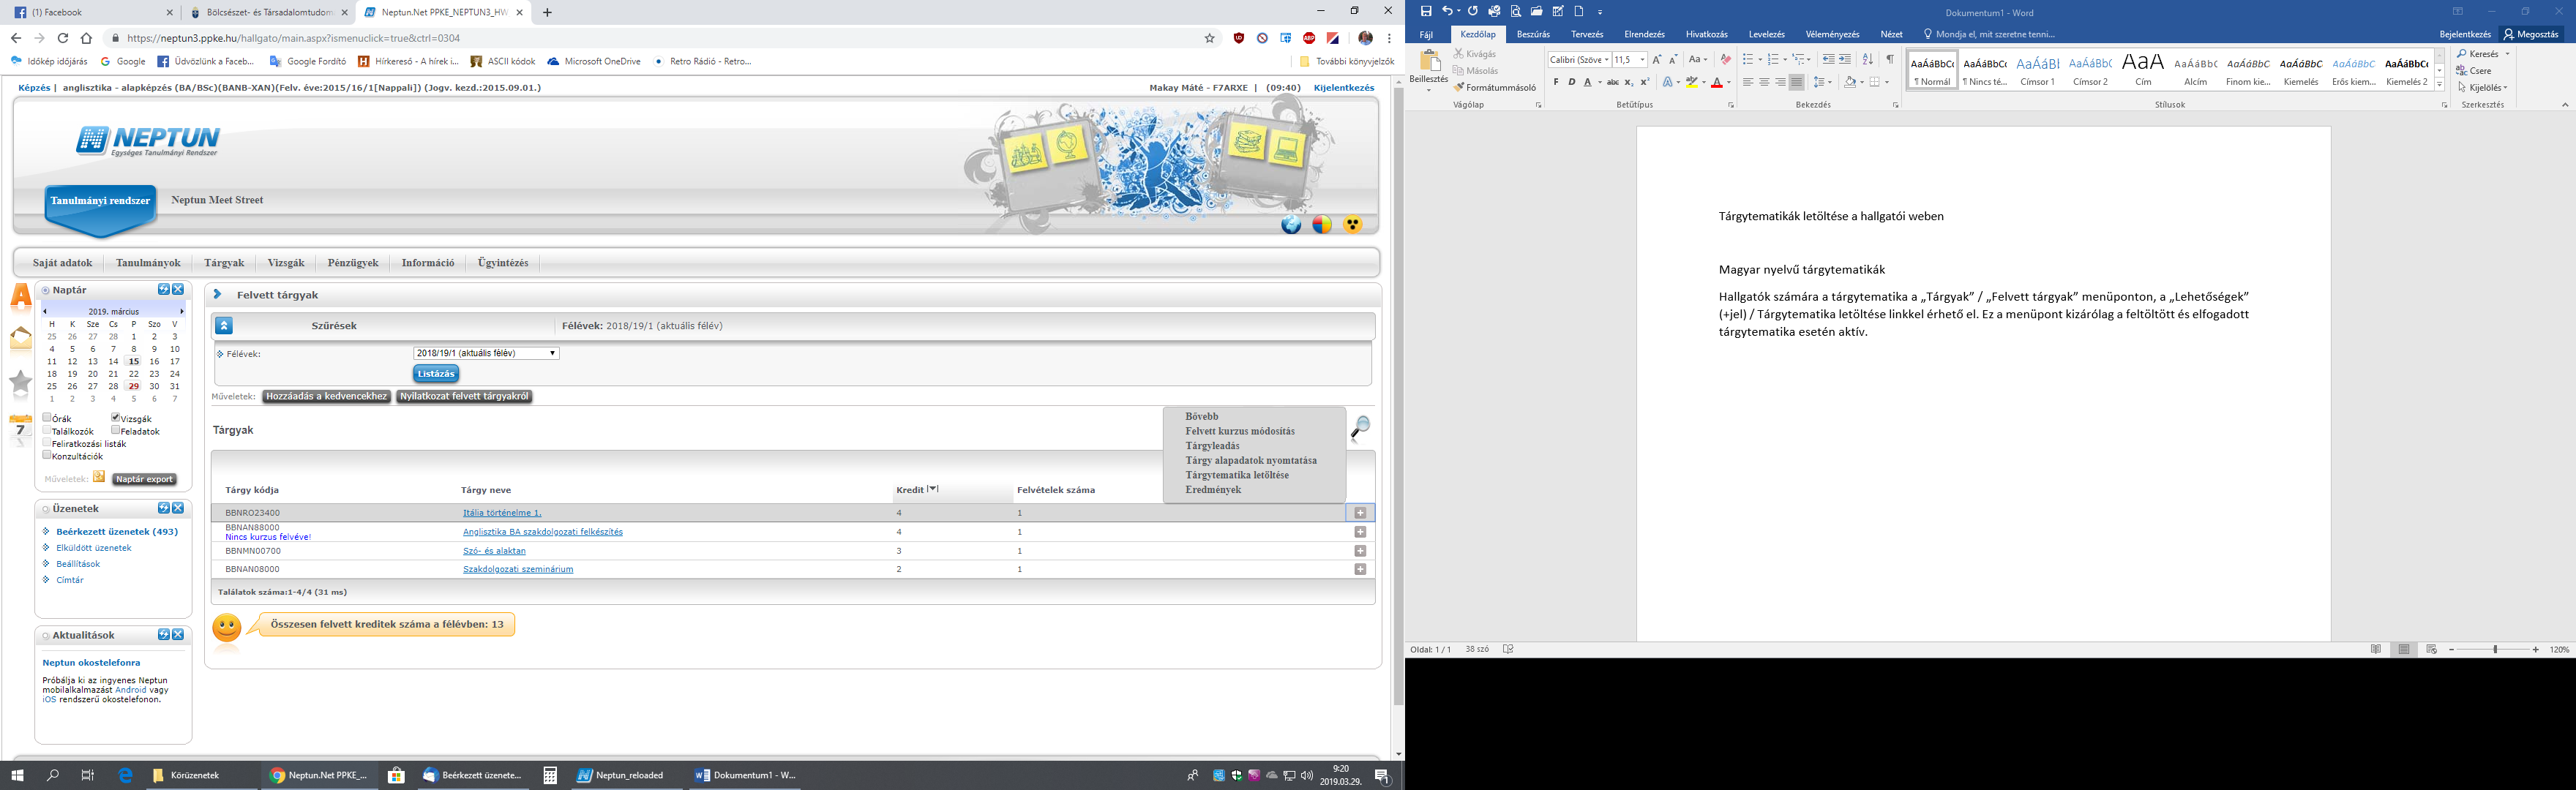 (1) Facebook
Bölcsészet- és Társadalomtudom
Neptun.Net PPKE_NEPTUN3_HW
https://neptun3.ppke.hu/hallgato/main.aspx?ismenuclick=true&ctrl=0304
Időkép időjárás
Google
Üdvözlünk a Faceb...
Google Fordító
Hírkereső - A hírek i...
ASCII kódok
Microsoft OneDrive
Retro Rádió - Retro...
További könyvjelzők
Képzés | anglisztika - alapképzés (BA/BSc)(BANB-XAN)(Felv. éve:2015/16/1[Nappali]) (Jogv. kezd.:2015.09.01.)
Makay Máté - F7ARXE | (09:40) Kijelentkezés
NEPTUN
Egységes Tanulmányi Rendszer
Tanulmányi rendszer
Neptun Meet Street
Saját adatok
Tanulmányok
Tárgyak
Vizsgák
Pénzügyek
Információ
Ügyintézés
Naptár
2019. március
H K Sze Cs P Szo V
25 26 27 28 1 2 3
4 5 6 7 8 9 10
11 12 13 14 15 16 17
18 19 20 21 22 23 24
25 26 27 28 29 30 31
1 2 3 4 5 6 7
7
Órák Vizsgák
Találkozók Feladatok
Feliratkozási listák
Konzultációk
Műveletek: Naptár export
Üzenetek
Beérkezett üzenetek (493)
Elküldött üzenetek
Beállítások
Címtár
Aktualitások
Neptun okostelefonra
Próbálja ki az ingyenes Neptun
mobilalkalmazást Android vagy
iOS rendszerű okostelefonon.
Felvett tárgyak
Szűrések
Félévek: 2018/19/1 (aktuális félév)
Félévek:
2018/19/1 (aktuális félév)
Listázás
Műveletek: Hozzáadás a kedvencekhez Nyilatkozat felvett tárgyakról
Tárgyak
Bővebb
Felvett kurzus módosítás
Tárgyleadás
Tárgy alapadatok nyomtatása
Tárgytematika letöltése
Eredmények
Tárgy kódja Tárgy neve Kredit Felvételek száma
BBNRO23400 Itália történelme 1. 4 1
BBNAN88000 Anglisztika BA szakdolgozati felkészítés 4 1
Nincs kurzus felvéve!
BBNMN00700 Szó- és alaktan 3 1
BBNAN08000 Szakdolgozati szeminárium 2 1
Találatok száma:1-4/4 (31 ms)
Összesen felvett kreditek száma a félévben: 13
Körüzenetek
Neptun.Net PPKE_...
Beérkezett üzenete...
Neptun_reloaded
Dokumentum1 - W...
9:20
2019.03.29.
1
Dokumentum1 - Word
Fájl
Kezdőlap
Beszúrás
Tervezés
Elrendezés
Hivatkozás
Levelezés
Véleményezés
Nézet
Mondja el, mit szeretne tenni...
Bejelentkezés
Megosztás
Beillesztés
Kivágás
Másolás
Formátummásoló
Vágólap
Calibri (Szöve
11,5
Betűtípus
Bekezdés
AaÁáBbCc AaÁáBbCc AaÁáBl AaÁáBbC AaA AaÁáBbC AaÁáBbC AaÁáBbC AaÁáBbC AaÁáBbCc
¶ Normál
¶ Nincs té...
Címsor 1
Címsor 2
Cím
Alcím
Finom kie...
Kiemelés
Erős kiem...
Kiemelés 2
Stílusok
Keresés
Csere
Kijelölés
Szerkesztés
Tárgytematikák letöltése a hallgatói weben
Magyar nyelvű tárgytematikák
Hallgatók számára a tárgytematika a „Tárgyak” / „Felvett tárgyak” menüponton, a „Lehetőségek”
(+jel) / Tárgytematika letöltése linkkel érhető el. Ez a menüpont kizárólag a feltöltött és elfogadott
tárgytematika esetén aktív.
Oldal: 1 / 1
38 szó
120%